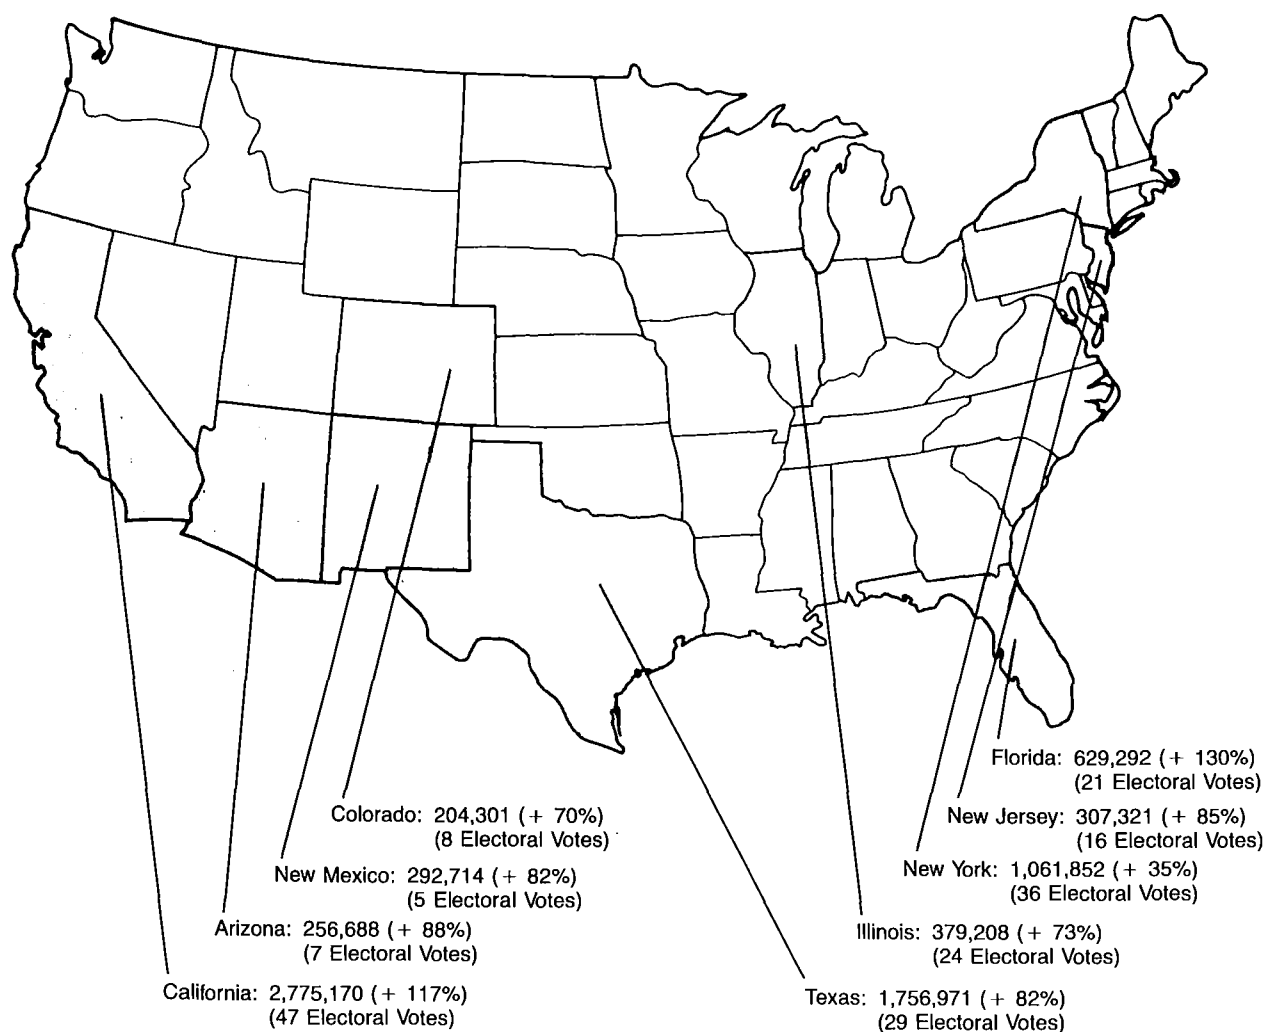 Florida: 629,292 (+ 130%)
(21 Electoral Votes)
New Jersey: 307,321 (+ 85%)
(16 Electoral Votes)
New York: 1,061,852 (+ 35%)
(36 Electoral Votes)
Illinois: 379,208 (+ 73%)
(24 Electoral Votes)
Texas: 1,756,971 (+ 82%)
(29 Electoral Votes)
Colorado: 204,301 (+ 70%)
(8 Electoral Votes)
New Mexico: 292,714 (+ 82%)
(5 Electoral Votes)
Arizona: 256,688 (+ 88%)
(7 Electoral Votes)
California: 2,775,170 (+ 117%)
(47 Electoral Votes)